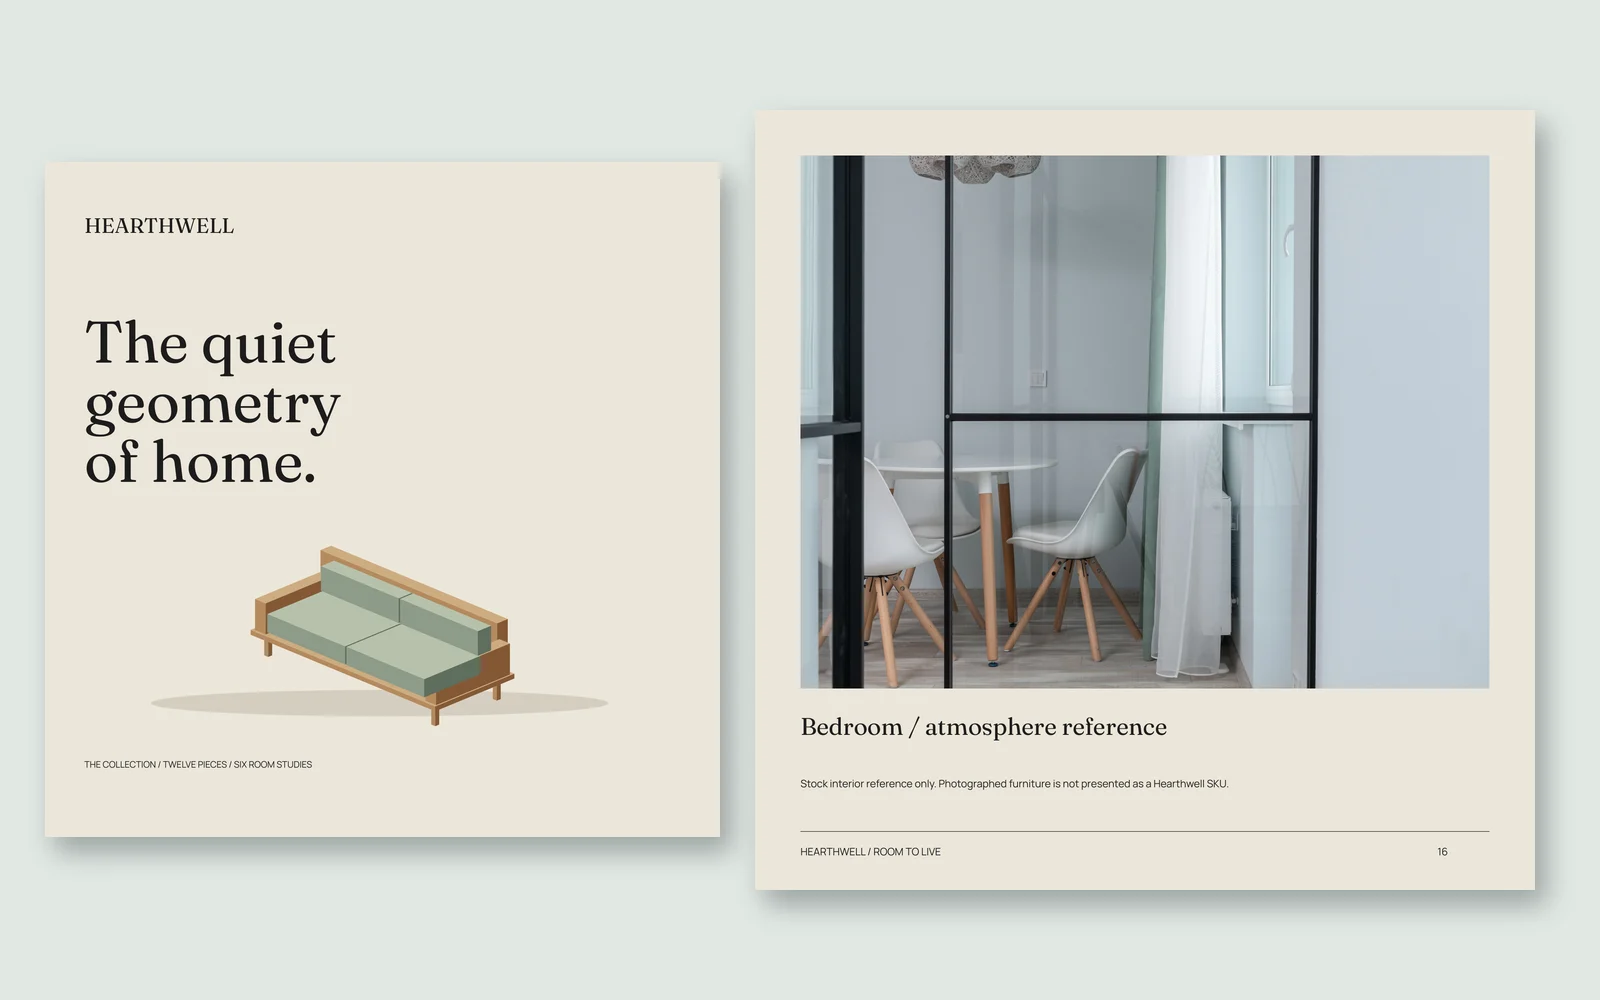 HEARTHWELL
The quiet
geometry
of home.
THE COLLECTION / TWELVE PIECES / SIX ROOM STUDIES
Bedroom / atmosphere reference
Stock interior reference only. Photographed furniture is not presented as a Hearthwell SKU.
HEARTHWELL / ROOM TO LIVE
16